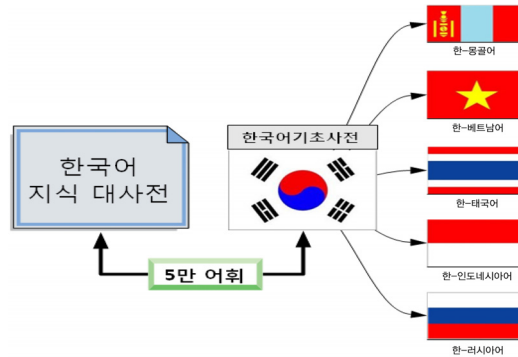 한국어
지식 대사전
한국어기초사전
5만 어휘
한-몽골어
한-베트남어
한-태국어
한-인도네시아어
한-러시아어